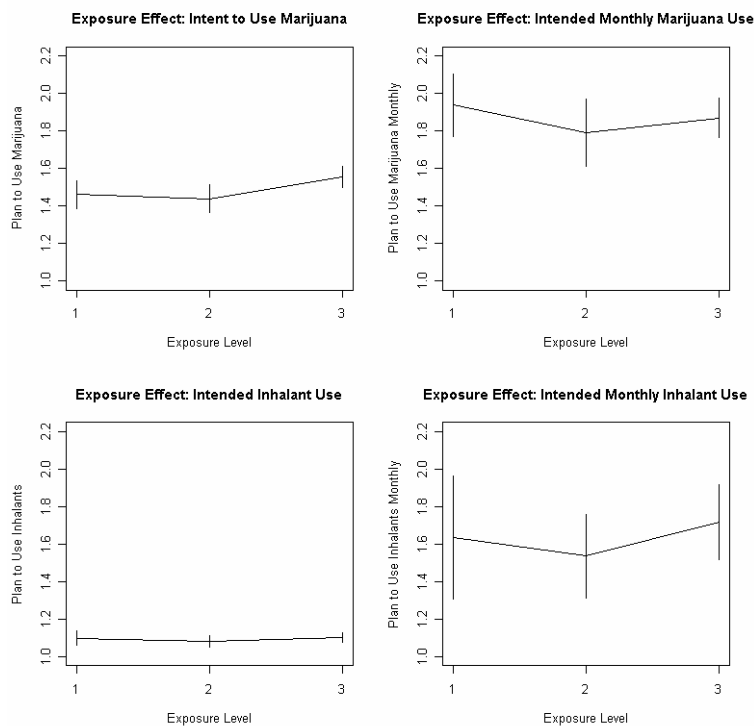 Exposure Effect: Intent to Use Marijuana
Plan to Use Marijuana
2.2
2.0
1.8
1.6
1.4
1.2
1.0
1 2 3
Exposure Level
Exposure Effect: Intended Monthly Marijuana Use
Plan to Use Marijuana Monthly
2.2
2.0
1.8
1.6
1.4
1.2
1.0
1 2 3
Exposure Level
Exposure Effect: Intended Inhalant Use
Plan to Use Inhalants
2.2
2.0
1.8
1.6
1.4
1.2
1.0
1 2 3
Exposure Level
Exposure Effect: Intended Monthly Inhalant Use
Plan to Use Inhalants Monthly
2.2
2.0
1.8
1.6
1.4
1.2
1.0
1 2 3
Exposure Level